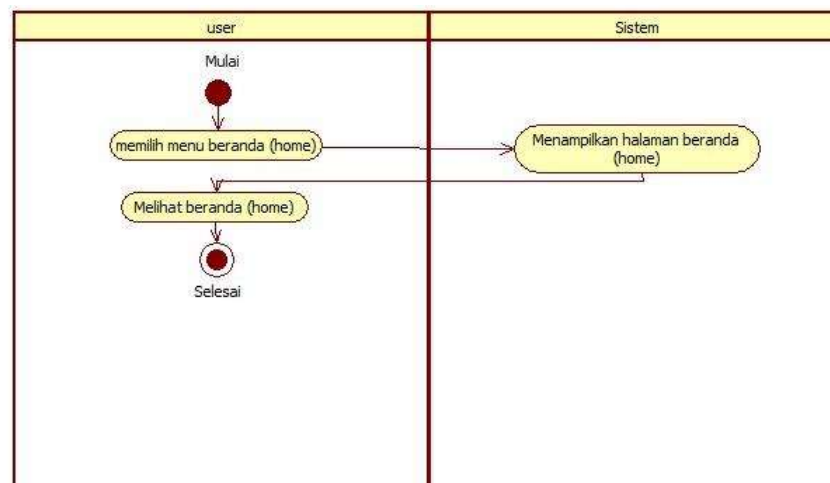 user
Sistem
Mulai
memilih menu beranda (home)
Menampilkan halaman beranda
(home)
Melihat beranda (home)
Selesai